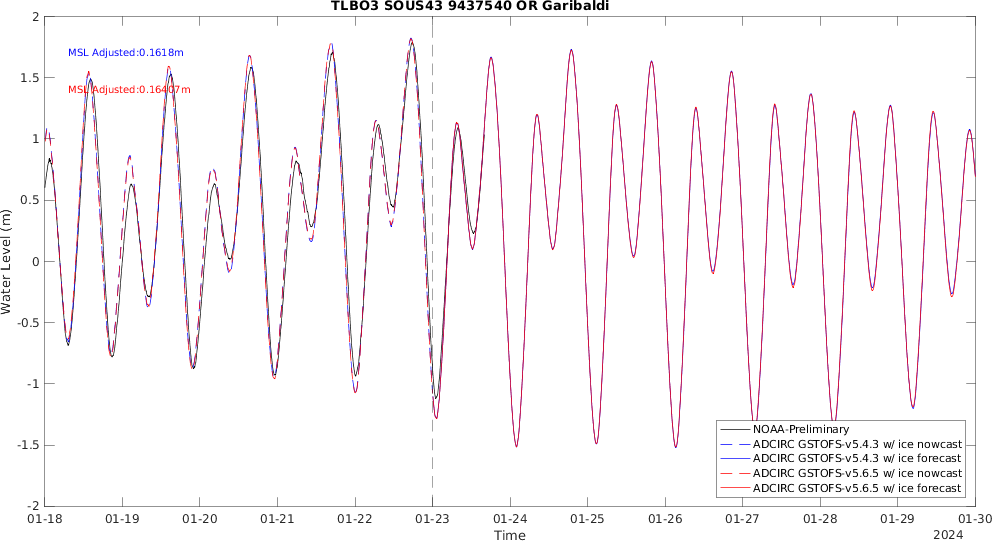 TLBO3 SOUS43 9437540 OR Garibaldi
MSL Adjusted:0.1618m
MSL Adjusted:0.16407m
Water Level (m)
2
1.5
1
0.5
0
-0.5
-1
-1.5
-2
NOAA-Preliminary
ADCIRC GSTOFS-v5.4.3 w/ ice nowcast
ADCIRC GSTOFS-v5.4.3 w/ ice forecast
ADCIRC GSTOFS-v5.6.5 w/ ice nowcast
ADCIRC GSTOFS-v5.6.5 w/ ice forecast
01-18 01-19 01-20 01-21 01-22 01-23 01-24 01-25 01-26 01-27 01-28 01-29 01-30
Time
2024